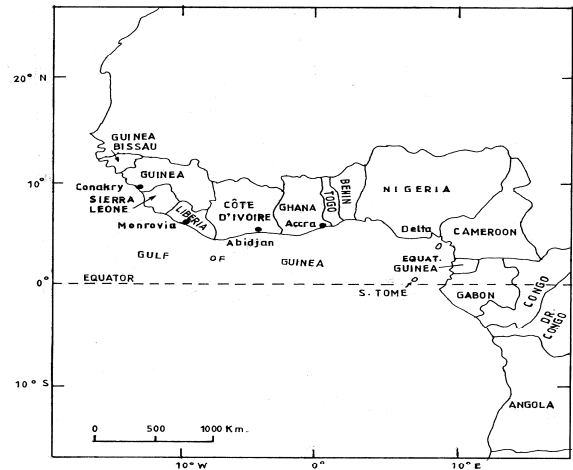 20° N
GUINEA
BISSAU
GUINEA
10°
Conakry
SIERRA
LEONE
LIBERIA
Monrovia
CÔTE
D'IVOIRE
Abidjan
GHANA
Accra
TOGO
BENIN
NIGERIA
Delta
CAMEROON
EQUAT.
GUINEA
GULF OF GUINEA
EQUATOR
0°
S. TOME
GABON
CONGO
DR. CONGO
10° S
ANGOLA
0 500 1000 Km.
10° W
0°
10° E